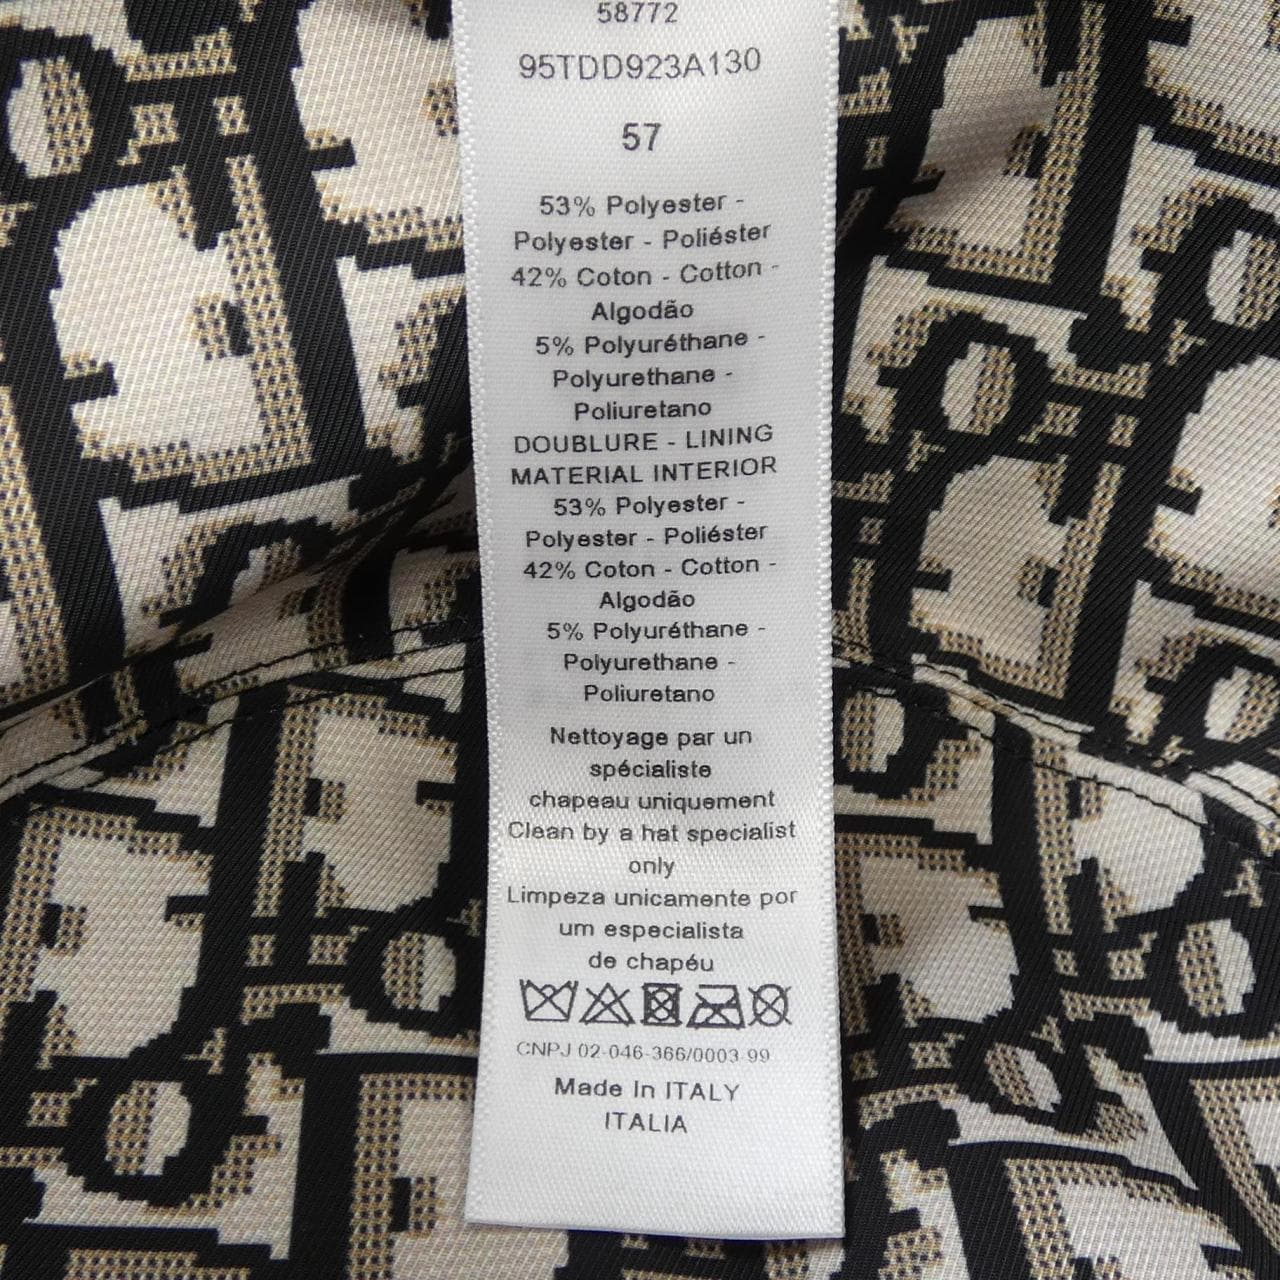 58772
95TDD923A130
57
53% Polyester -
Polyester - Poliéster
42% Coton - Cotton -
Algodão
5% Polyuréthane -
Polyurethane -
Poliuretano
DOUBLURE - LINING
MATERIAL INTERIOR
53% Polyester -
Polyester - Poliéster
42% Coton - Cotton -
Algodão
5% Polyuréthane -
Polyurethane -
Poliuretano
Nettoyage par un
spécialiste
chapeau uniquement
Clean by a hat specialist
only
Limpeza unicamente por
um especialista
de chapéu
CNPJ 02-046-366/0003-99
Made In ITALY
ITALIA